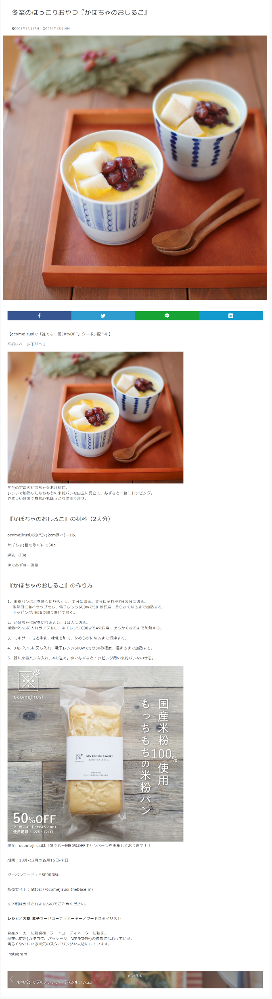 冬至のほっこりおやつ『かぼちゃのおしるこ』
2021年12月17日 2021年12月14日
【ocomejirusiで「誰でも一回50%OFF」クーポン配布中】
詳細はページ下部へ↓
冬至の定番のかぼちゃをお汁粉に。
レンジで加熱したもちもちの米粉パンを白玉に見立て、あずきと一緒にトッピング。
やさしい甘さで身も心もほっこり温まります。
『かぼちゃのおしるこ』の材料（2人分）
ocomejirusi米粉パン(2cm厚さ)…1枚
かぼちゃ(種を除く)…150g
練乳…30g
ゆであずき…適量
『かぼちゃのおしるこ』の作り方
1．米粉パンは耳を薄く切り落とし、半分に切る。さらにそれぞれ6等分に切る。
耐熱皿に並べラップをし、電子レンジ600wで50 秒程度、柔らかくなるまで加熱する。
トッピング用に6つ取り置いておく。
2．かぼちゃは皮を切り落とし、1口大に切る。
耐熱ボウルに入れラップをし、電子レンジ600wで4分程度、柔らかくなるまで加熱する。
3．ミキサーに2と牛乳、練乳を加え、なめらかになるまで撹拌する。
4．3をボウルに戻し入れ、電子レンジ600wで1分30秒程度、温まるまで加熱する。
5．器に米粉パンを入れ、4を注ぐ。ゆであずきとトッピング用の米粉パンをのせる。
ocomejirusi
国産米粉100%使用
もっちもちの米粉パン
NEW RICE-STYLE BAKERY
50%OFF
クーポンコード：M5P9R3BU
使用期限：12/6～12/17
現在、ocomejirusiは「誰でも一回50%OFFキャンペーンを実施しております！！
期間：10月-12月の各月15日-末日
クーポンコード：M5P9R3BU
販売サイト：https://ocomejirusi.thebase.in/
※送料は割引されませんのでご注意ください。
レシピ／大橋 恭子フードコーディネーター／フードスタイリスト
食品メーカーに勤務後、フードコーディネーターに転身。
現在は広告(カタログ、パッケージ、WEBCM等)の撮影に携わっている。
明るくやさしい雰囲気のスタイリングを大切にしています。
instagram
前の投稿
米粉パンでグルテンフリー『パンキッシュ』